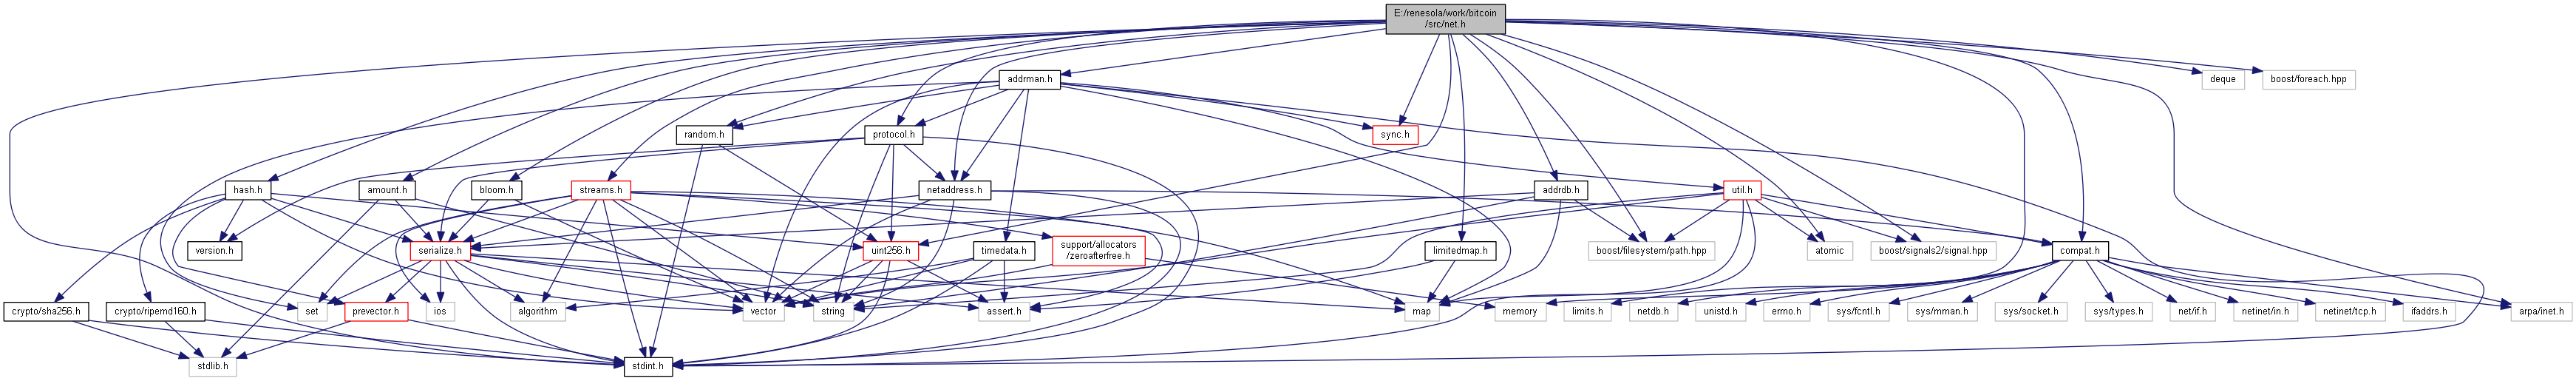 E:/renesola/work/bitcoin
/src/net.h
addrman.h
deque
boost/foreach.hpp
random.h
protocol.h
sync.h
hash.h
amount.h
bloom.h
streams.h
netaddress.h
addrdb.h
util.h
version.h
serialize.h
uint256.h
timedata.h
support/allocators
/zeroafterfree.h
limitedmap.h
boost/filesystem/path.hpp
atomic
boost/signals2/signal.hpp
compat.h
crypto/sha256.h
crypto/ripemd160.h
set
prevector.h
ios
algorithm
vector
string
assert.h
map
memory
limits.h
netdb.h
unistd.h
errno.h
sys/fcntl.h
sys/mman.h
sys/socket.h
sys/types.h
net/if.h
netinet/in.h
netinet/tcp.h
ifaddrs.h
arpa/inet.h
stdlib.h
stdint.h